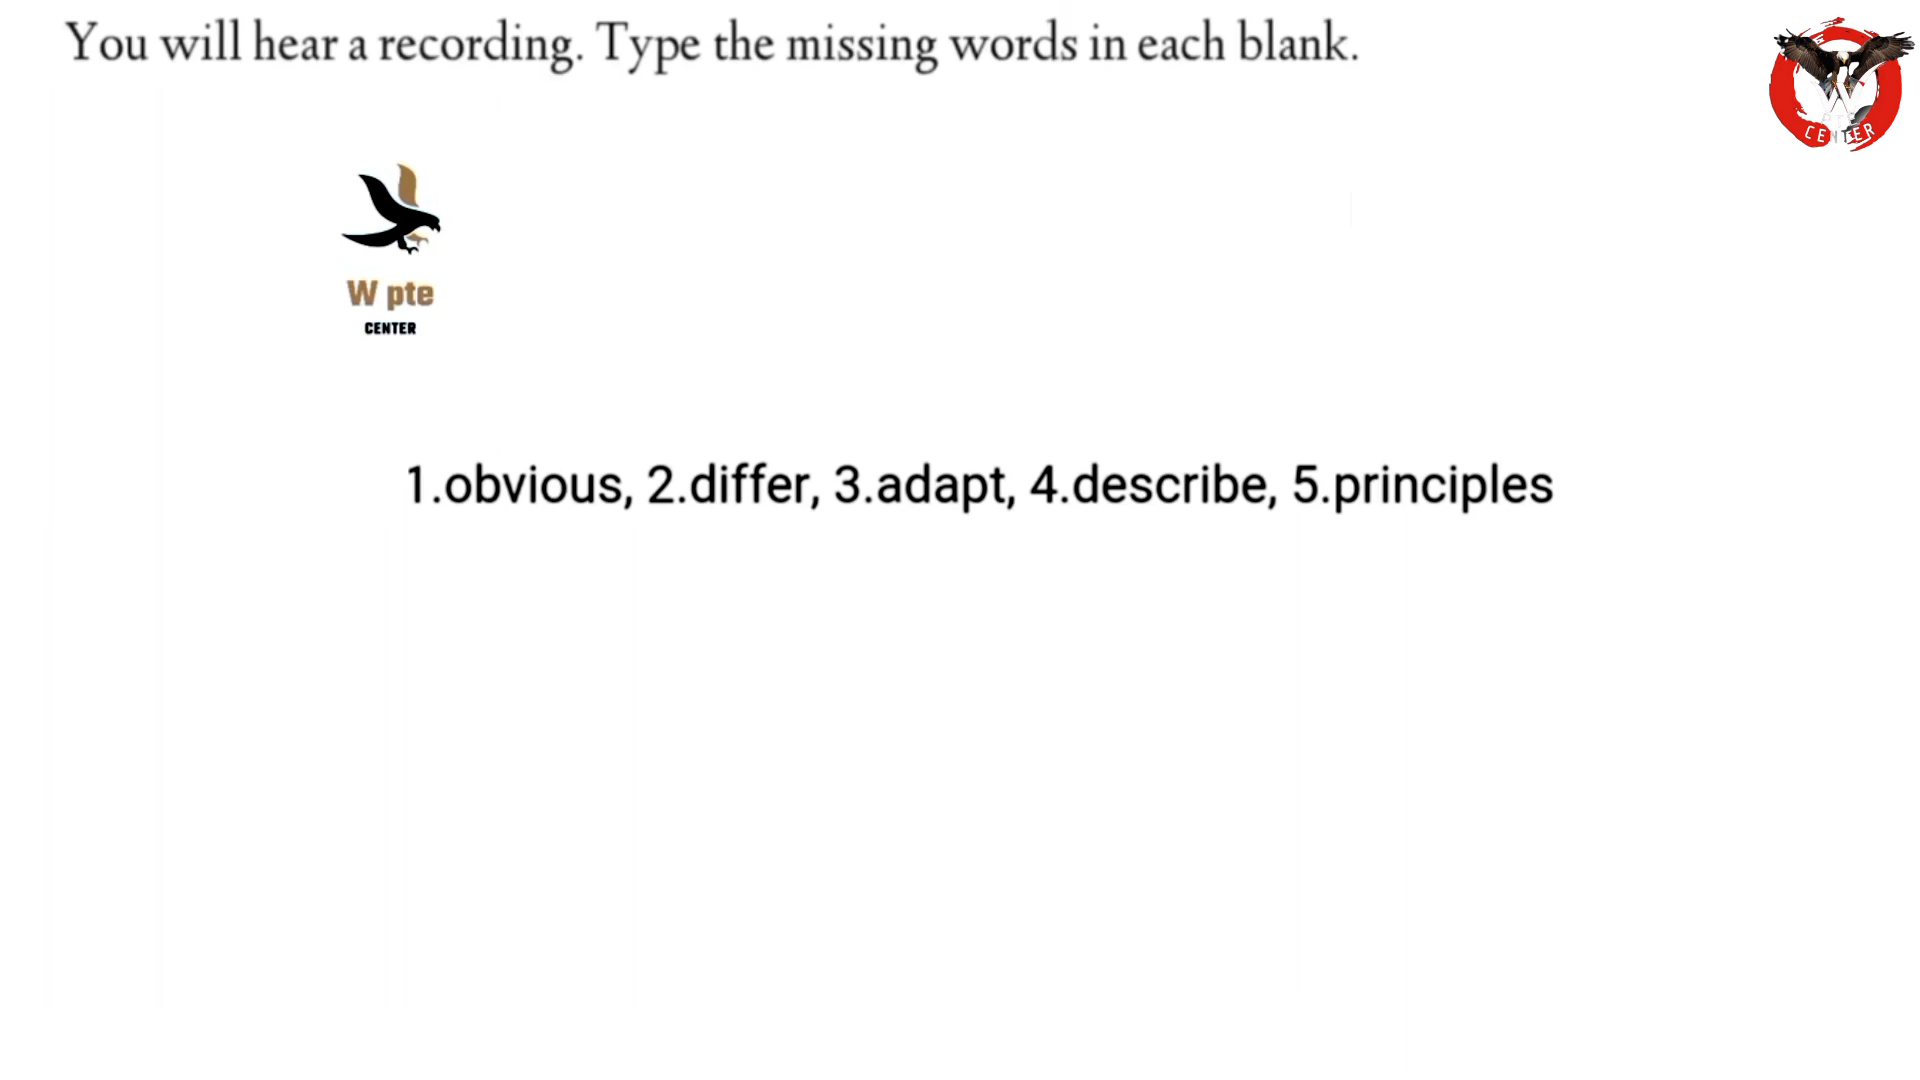 You will hear a recording. Type the missing words in each blank.
CENTER
W pte
CENTER
1.obvious, 2.differ, 3.adapt, 4.describe, 5.principles